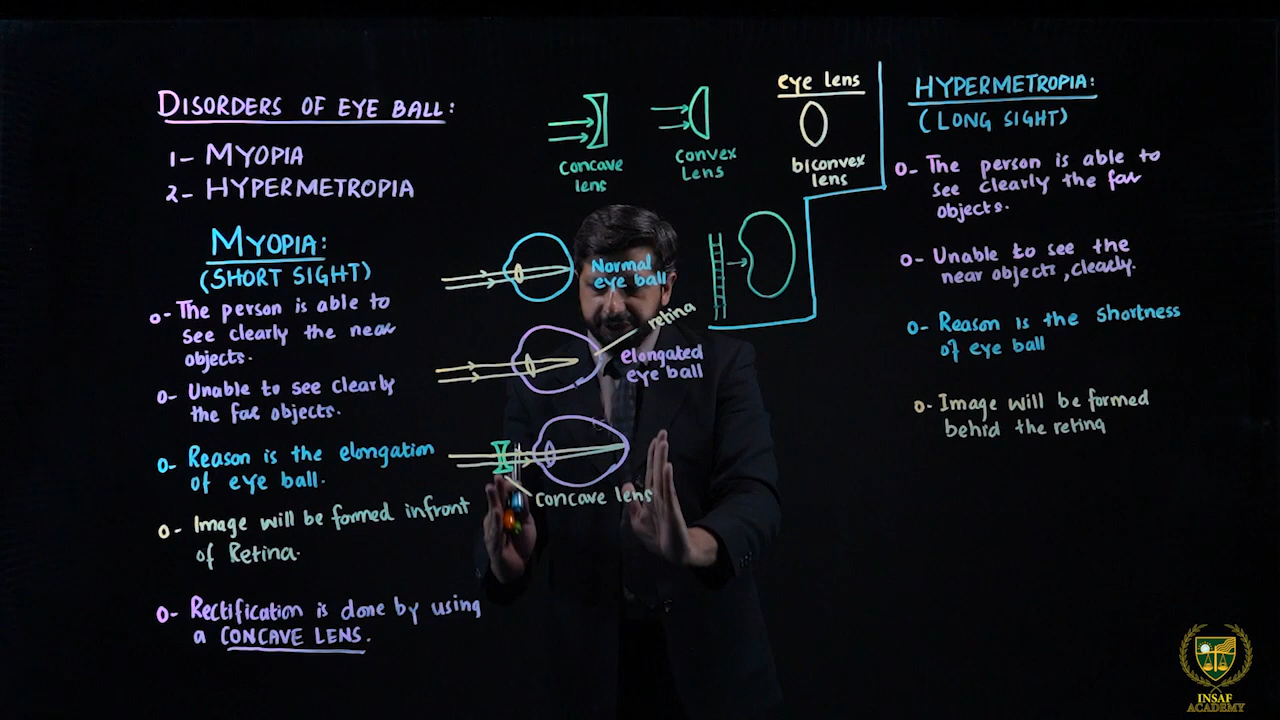 DISORDERS OF EYE BALL:
1- MYOPIA
2- HYPERMETROPIA
MYOPIA:
(SHORT SIGHT)
o- The person is able to
see clearly the near
objects.
o- Unable to see clearly
the far objects.
o- Reason is the elongation
of eye ball.
o- Image will be formed infront
of Retina.
o- Rectification is done by using
a CONCAVE LENS.
concave
lens
convex
Lens
eye lens
biconvex
lens
Normal
eye ball
retina
elongated
eye ball
concave lens
HYPERMETROPIA:
(LONG SIGHT)
o- The person is able to
see clearly the far
objects.
o- Unable to see the
near objects, clearly.
o- Reason is the shortness
of eye ball
o- Image will be formed
behid the retina
INSAF
ACADEMY